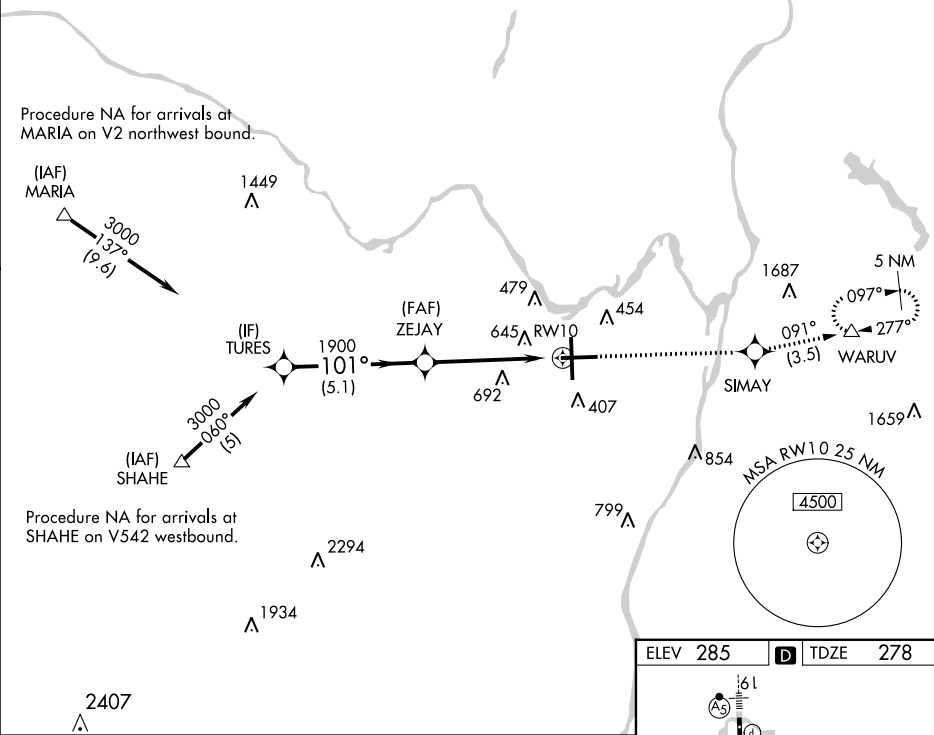 Procedure NA for arrivals at
MARIA on V2 northwest bound.
(IAF)
MARIA
1449
3000
137°
(9.6)
5 NM
1687
097°
277°
WARUV
479
454
(FAF)
ZEJAY
645
RW10
091°
(3.5)
SIMAY
(IF)
TURES
1900
101°
(5.1)
692
407
1659
3000
060°
(5)
(IAF)
SHAHE
854
MSA RW10 25 NM
4500
Procedure NA for arrivals at
SHAHE on V542 westbound.
799
2294
1934
2407
ELEV 285 D TDZE 278
19
A5
P